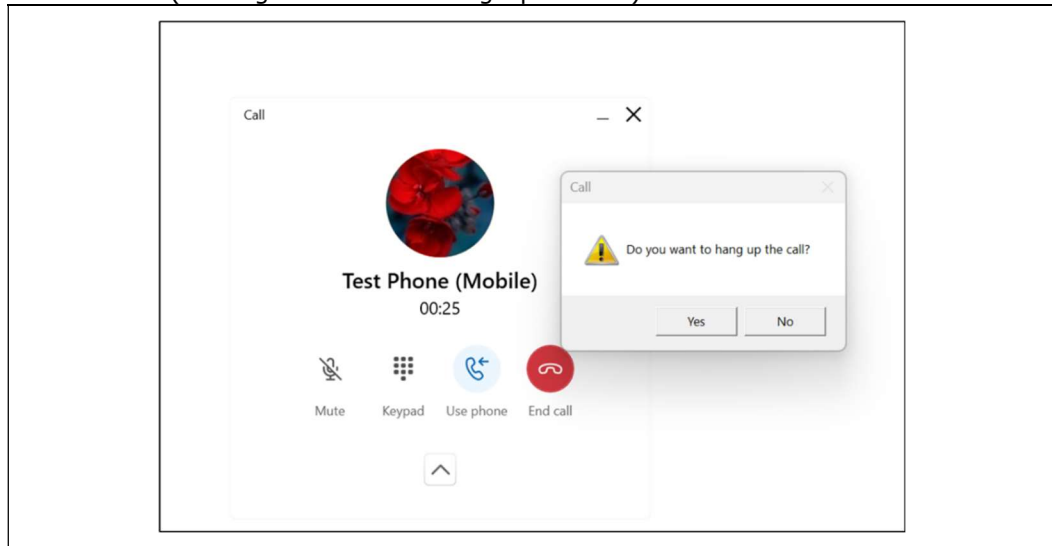 Call
Test Phone (Mobile)
00:25
Mute Keypad Use phone End call
Call
Do you want to hang up the call?
Yes No